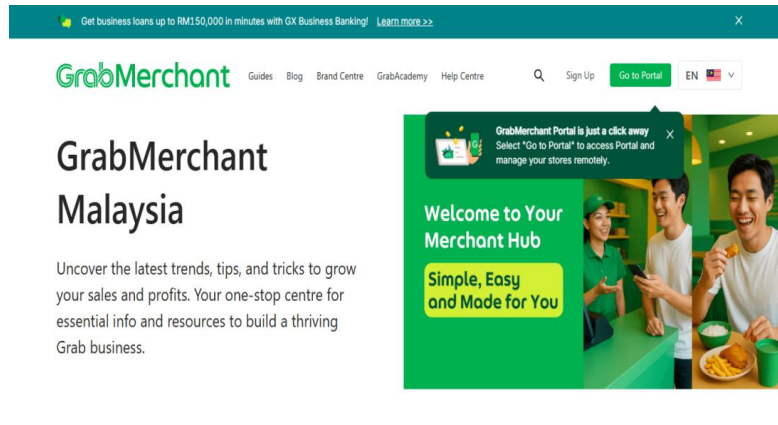 Get business loans up to RM150,000 in minutes with GX Business Banking! Learn more >>
X
GrabMerchant Guides Blog Brand Centre GrabAcademy Help Centre Sign Up Go to Portal EN
GrabMerchant Portal is just a click away X
Select "Go to Portal" to access Portal and
manage your stores remotely.
GrabMerchant
Malaysia
Uncover the latest trends, tips, and tricks to grow
your sales and profits. Your one-stop centre for
essential info and resources to build a thriving
Grab business.
Welcome to Your
Merchant Hub
Simple, Easy
and Made for You